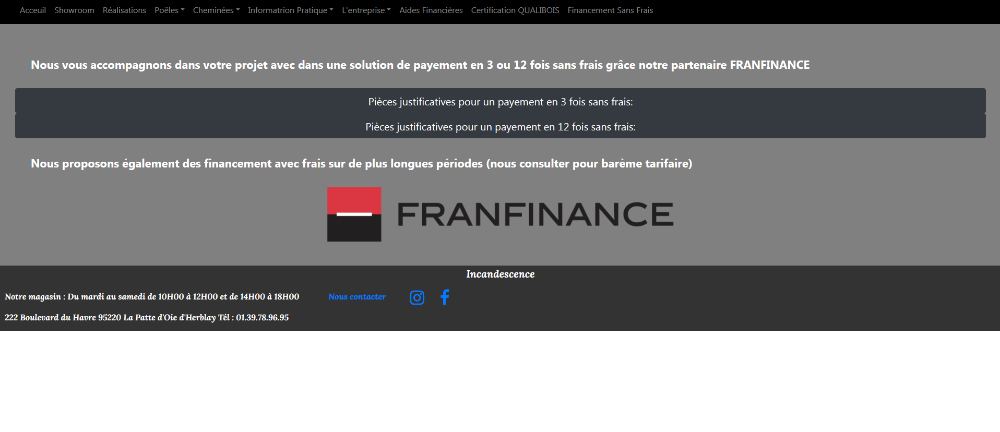 Acceuil Showroom Réalisations Poëles Cheminées Informatrion Pratique L'entreprise Aides Financières Certification QUALIBOIS Financement Sans Frais
Nous vous accompagnons dans votre projet avec dans une solution de payement en 3 ou 12 fois sans frais grâce notre partenaire FRANFINANCE
Pièces justificatives pour un payement en 3 fois sans frais:
Pièces justificatives pour un payement en 12 fois sans frais:
Nous proposons également des financement avec frais sur de plus longues périodes (nous consulter pour barème tarifaire)
FRANFINANCE
Incandescence
Notre magasin : Du mardi au samedi de 10H00 à 12H00 et de 14H00 à 18H00 Nous contacter
222 Boulevard du Havre 95220 La Patte d'Oie d'Herblay Tél : 01.39.78.96.95